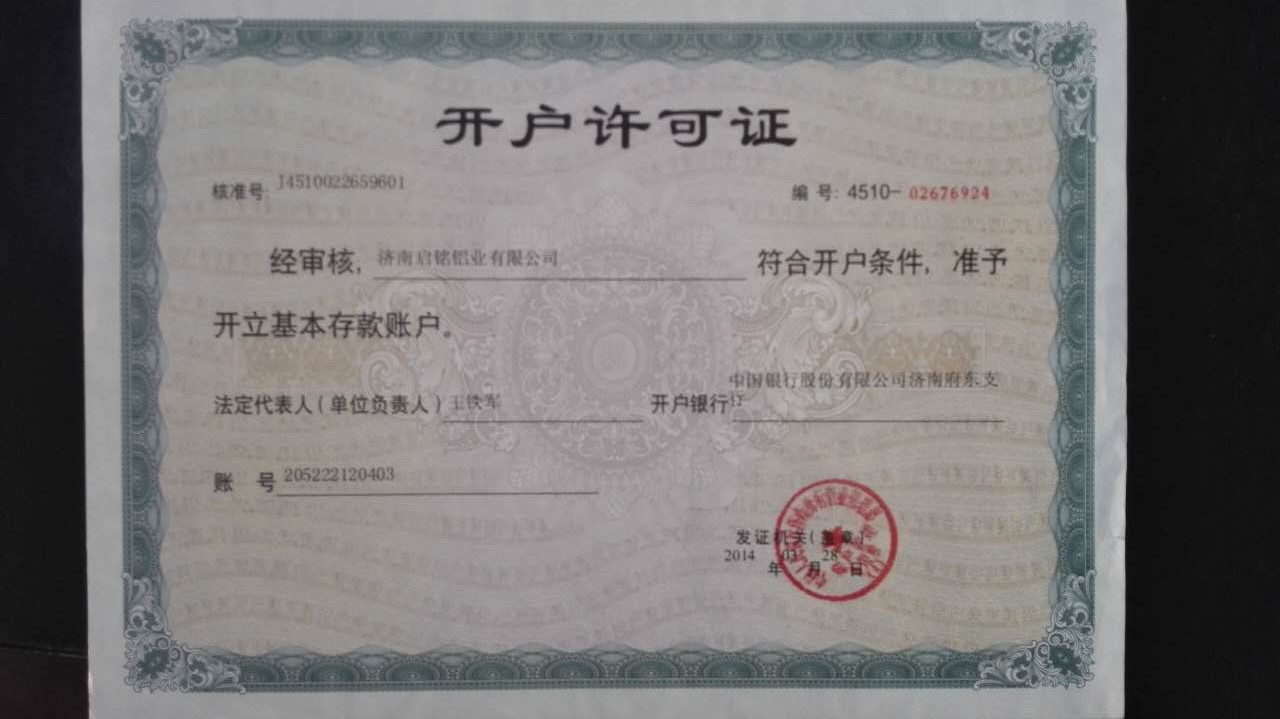 开户许可证
核准号: J4510022659601 编 号: 4510- 02676924
经审核, 济南启铭铝业有限公司 符合开户条件, 准予
开立基本存款账户。
中国银行股份有限公司济南府东支
法定代表人(单位负责人) 王铁军 开户银行 行
账 号 205222120403
发证机关(盖章)
2014 03 28
年 月 日